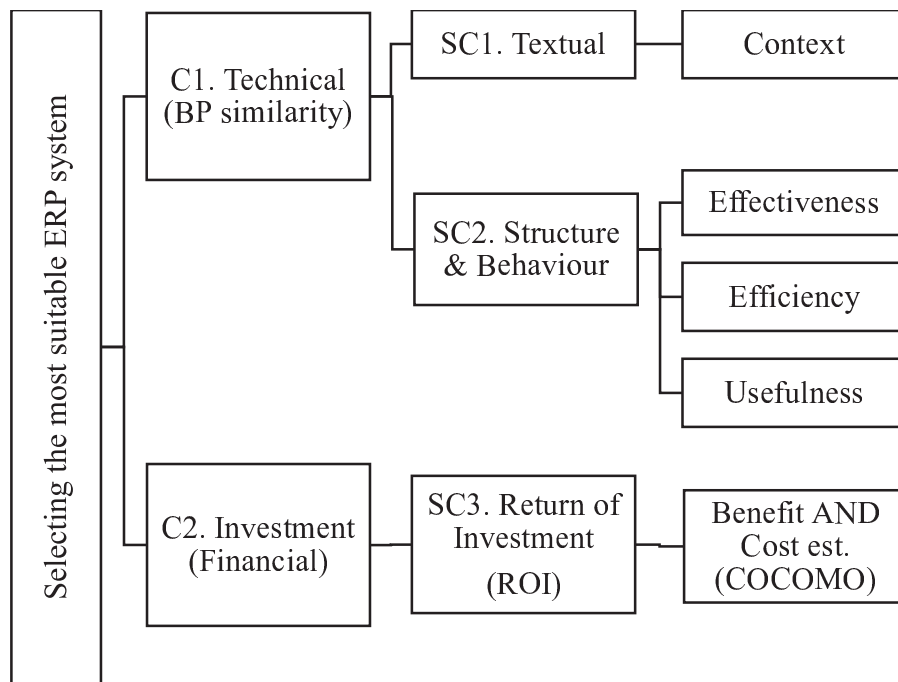 Selecting the most suitable ERP system
C1. Technical
(BP similarity)
SC1. Textual
Context
SC2. Structure
& Behaviour
Effectiveness
Efficiency
Usefulness
C2. Investment
(Financial)
SC3. Return of
Investment
(ROI)
Benefit AND
Cost est.
(COCOMO)